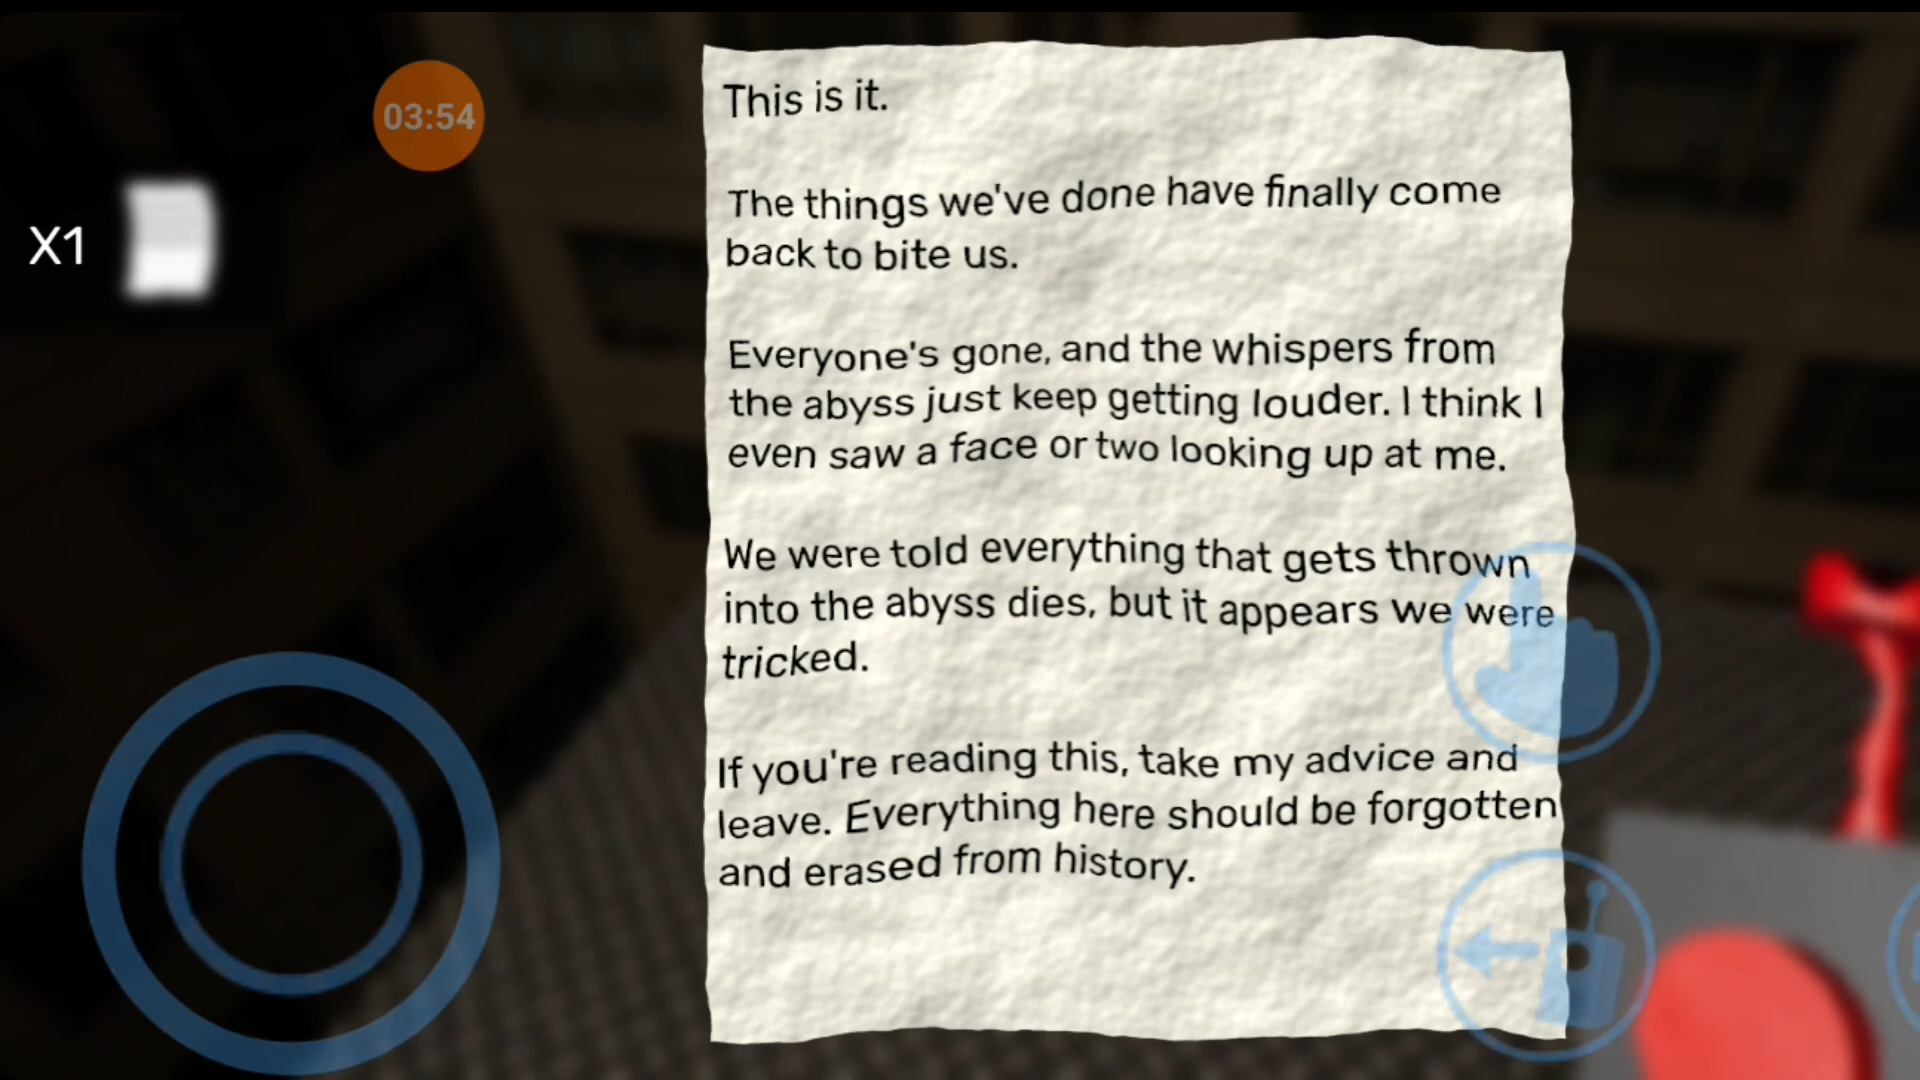 03:54
X1
This is it.
The things we've done have finally come
back to bite us.
Everyone's gone, and the whispers from
the abyss just keep getting louder. I think I
even saw a face or two looking up at me.
We were told everything that gets thrown
into the abyss dies, but it appears we were
tricked.
If you're reading this, take my advice and
leave. Everything here should be forgotten
and erased from history.